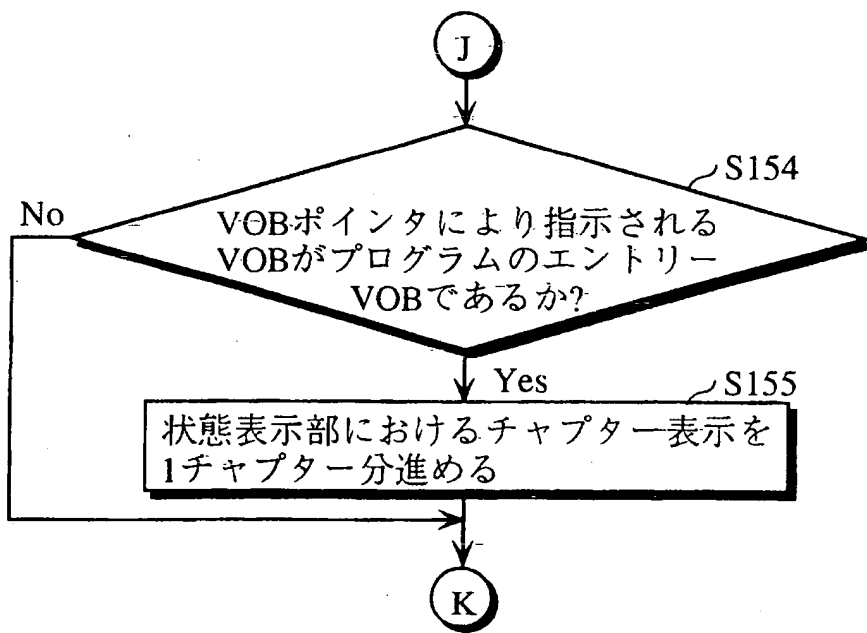 J
S154
No
VOBポインタにより指示される
VOBがプログラムのエントリー
VOBであるか?
Yes
S155
状態表示部におけるチャプター表示を
1チャプター分進める
K